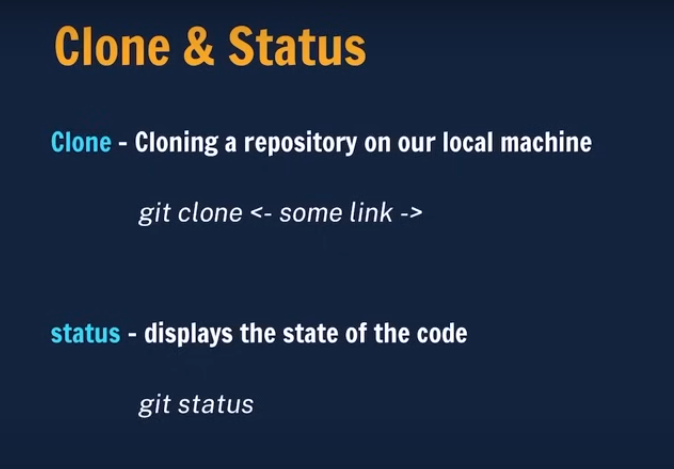 Clone & Status
Clone - Cloning a repository on our local machine
git clone <- some link ->
status - displays the state of the code
git status